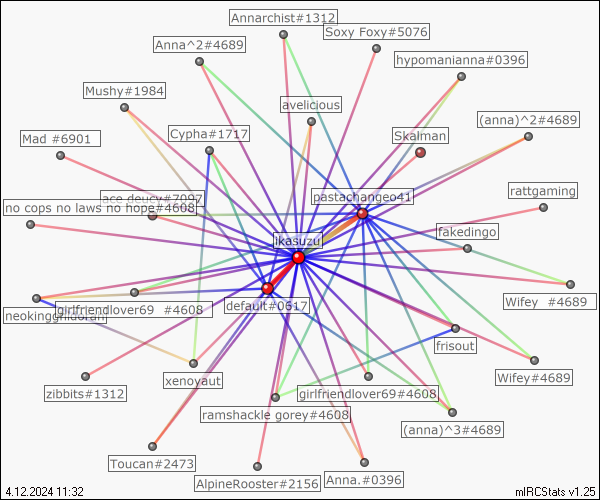 Annarchist#1312
Soxy Foxy#5076
Anna^2#4689
hypomanianna#0396
Mushy#1984
avelicious
(anna)^2#4689
Cypha#1717
Mad #6901
Skalman
ace deucy#7097
pastachangeo41
rattgaming
no cops no laws no hope#4608
fakedingo
ikasuzu
Wifey #4689
girlfriendlover69 #4608
default#0617
frisout
xenoyaut
Wifey#4689
zibbits#1312
girlfriendlover69#4608
ramshackle gorey#4608
(anna)^3#4689
Toucan#2473
AlpineRooster#2156
Anna.#0396
4.12.2024 11:32
mIRCStats v1.25